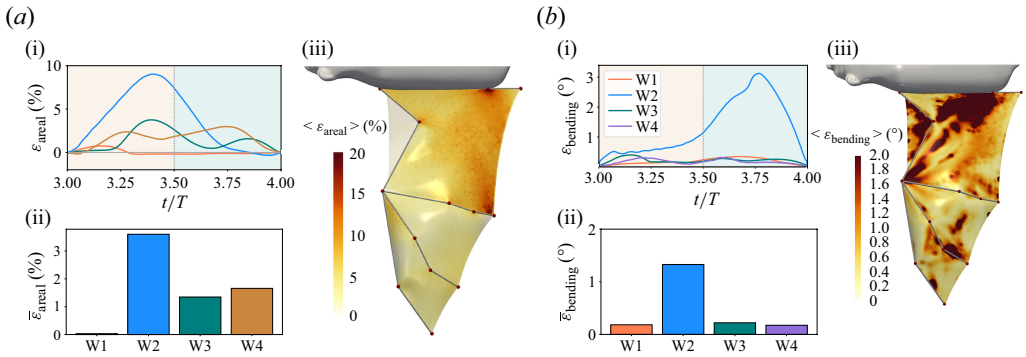 (a)
(i)
ε_areal (%)
10
5
0
3.00 3.25 3.50 3.75 4.00
t/T
(ii)
ε̅_areal (%)
3
2
1
0
W1 W2 W3 W4
(iii)
< ε_areal > (%)
20
15
10
5
0
(b)
(i)
ε_bending (°)
3
2
1
0
W1
W2
W3
W4
3.00 3.25 3.50 3.75 4.00
t/T
(ii)
ε̅_bending (°)
2
1
0
W1 W2 W3 W4
(iii)
< ε_bending > (°)
2.0
1.8
1.6
1.4
1.2
1.0
0.8
0.6
0.4
0.2
0